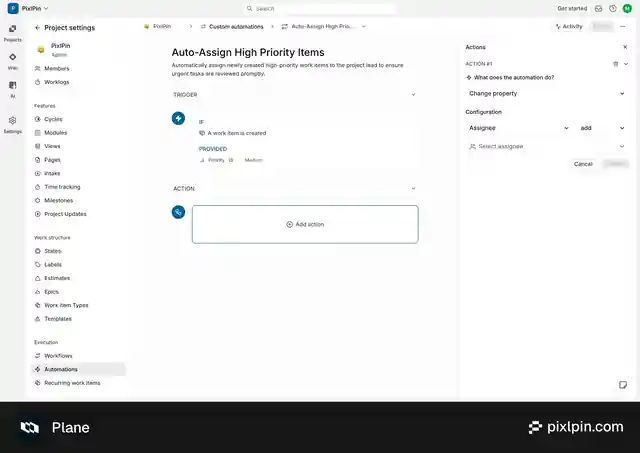 PixlPin
Search
Get started
M
Projects
Wiki
AI
Settings
Project settings
PixlPin
Admin
Members
Worklogs
Features
Cycles
Modules
Views
Pages
Intake
Time tracking
Milestones
Project Updates
Work structure
States
Labels
Estimates
Epics
Work Item Types
Templates
Execution
Workflows
Automations
Recurring work items
PixlPin > Custom automations > Auto-Assign High Prio...
Activity
Auto-Assign High Priority Items
Automatically assign newly created high-priority work items to the project lead to ensure
urgent tasks are reviewed promptly.
TRIGGER
IF
A work item is created
PROVIDED
Priority is Medium
ACTION
Add action
Actions
ACTION #1
What does the automation do?
Change property
Configuration
Assignee add
Select assignee
Cancel
Plane
pixlpin.com